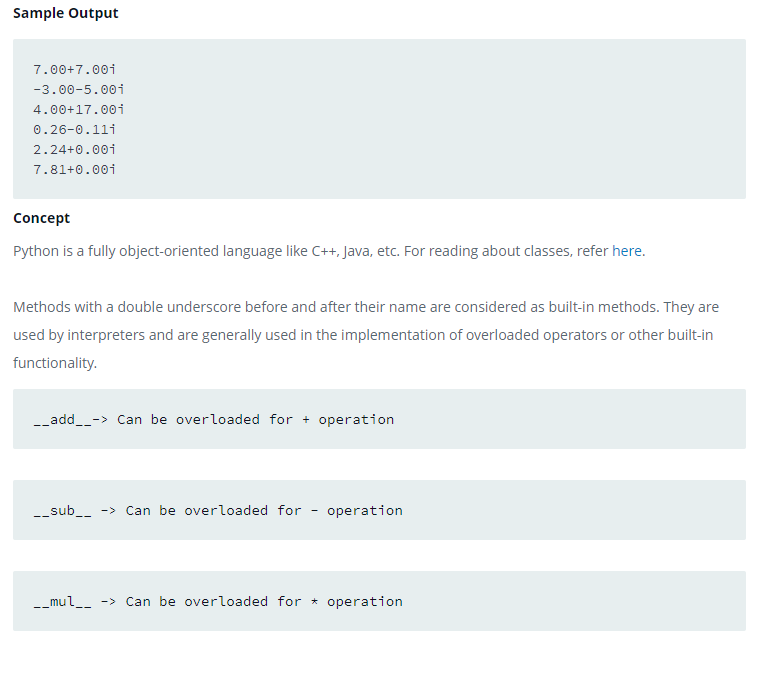 Sample Output
7.00+7.00i
-3.00-5.00i
4.00+17.00i
0.26-0.11i
2.24+0.00i
7.81+0.00i
Concept
Python is a fully object-oriented language like C++, Java, etc. For reading about classes, refer here.
Methods with a double underscore before and after their name are considered as built-in methods. They are
used by interpreters and are generally used in the implementation of overloaded operators or other built-in
functionality.
__add__-> Can be overloaded for + operation
__sub__ -> Can be overloaded for - operation
__mul__ -> Can be overloaded for * operation